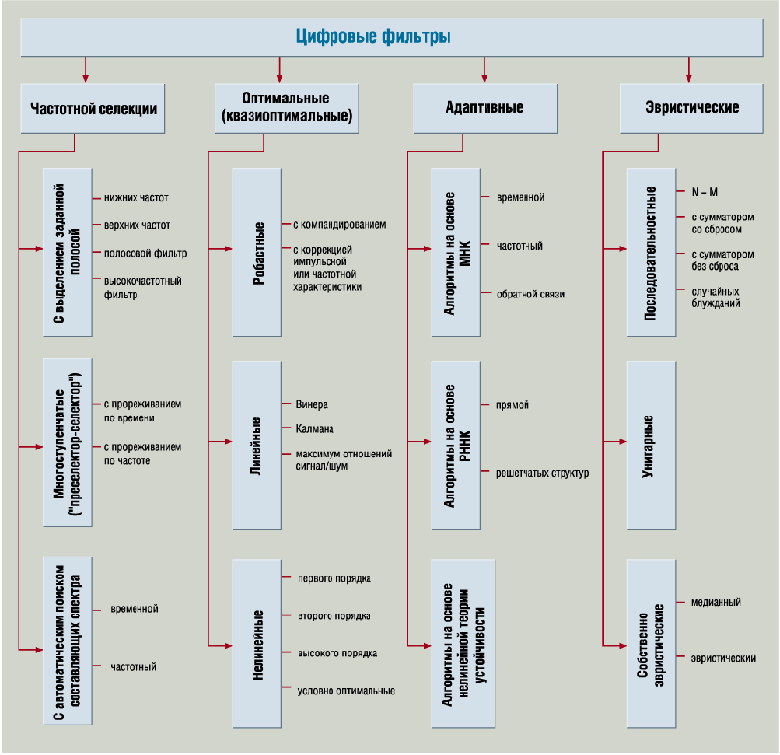 Цифровые фильтры
Частотной селекции
С выделением заданной
полосой
нижних частот
верхних частот
полосовой фильтр
высокочастотный
фильтр
Многоступенчатые
("преселектор-селектор")
с прореживанием
по времени
с прореживанием
по частоте
С автоматическим поиском
составляющих спектра
временной
частотный
Оптимальные
(квазиоптимальные)
Робастные
с компандированием
с коррекцией
импульсной
или частотной
характеристики
Линейные
Винера
Калмана
максимум отношений
сигнал/шум
Нелинейные
первого порядка
второго порядка
высокого порядка
условно оптимальные
Адаптивные
Алгоритмы на основе
МНК
временной
частотный
обратной связи
Алгоритмы на основе
РННК
прямой
решетчатых структур
Алгоритмы на основе
нелинейной теории
устойчивости
Эвристические
Последовательностные
N – M
с сумматором
со сбросом
с сумматором
без сброса
случайных
блужданий
Унигарные
Собственно
эвристические
медианный
эвристический